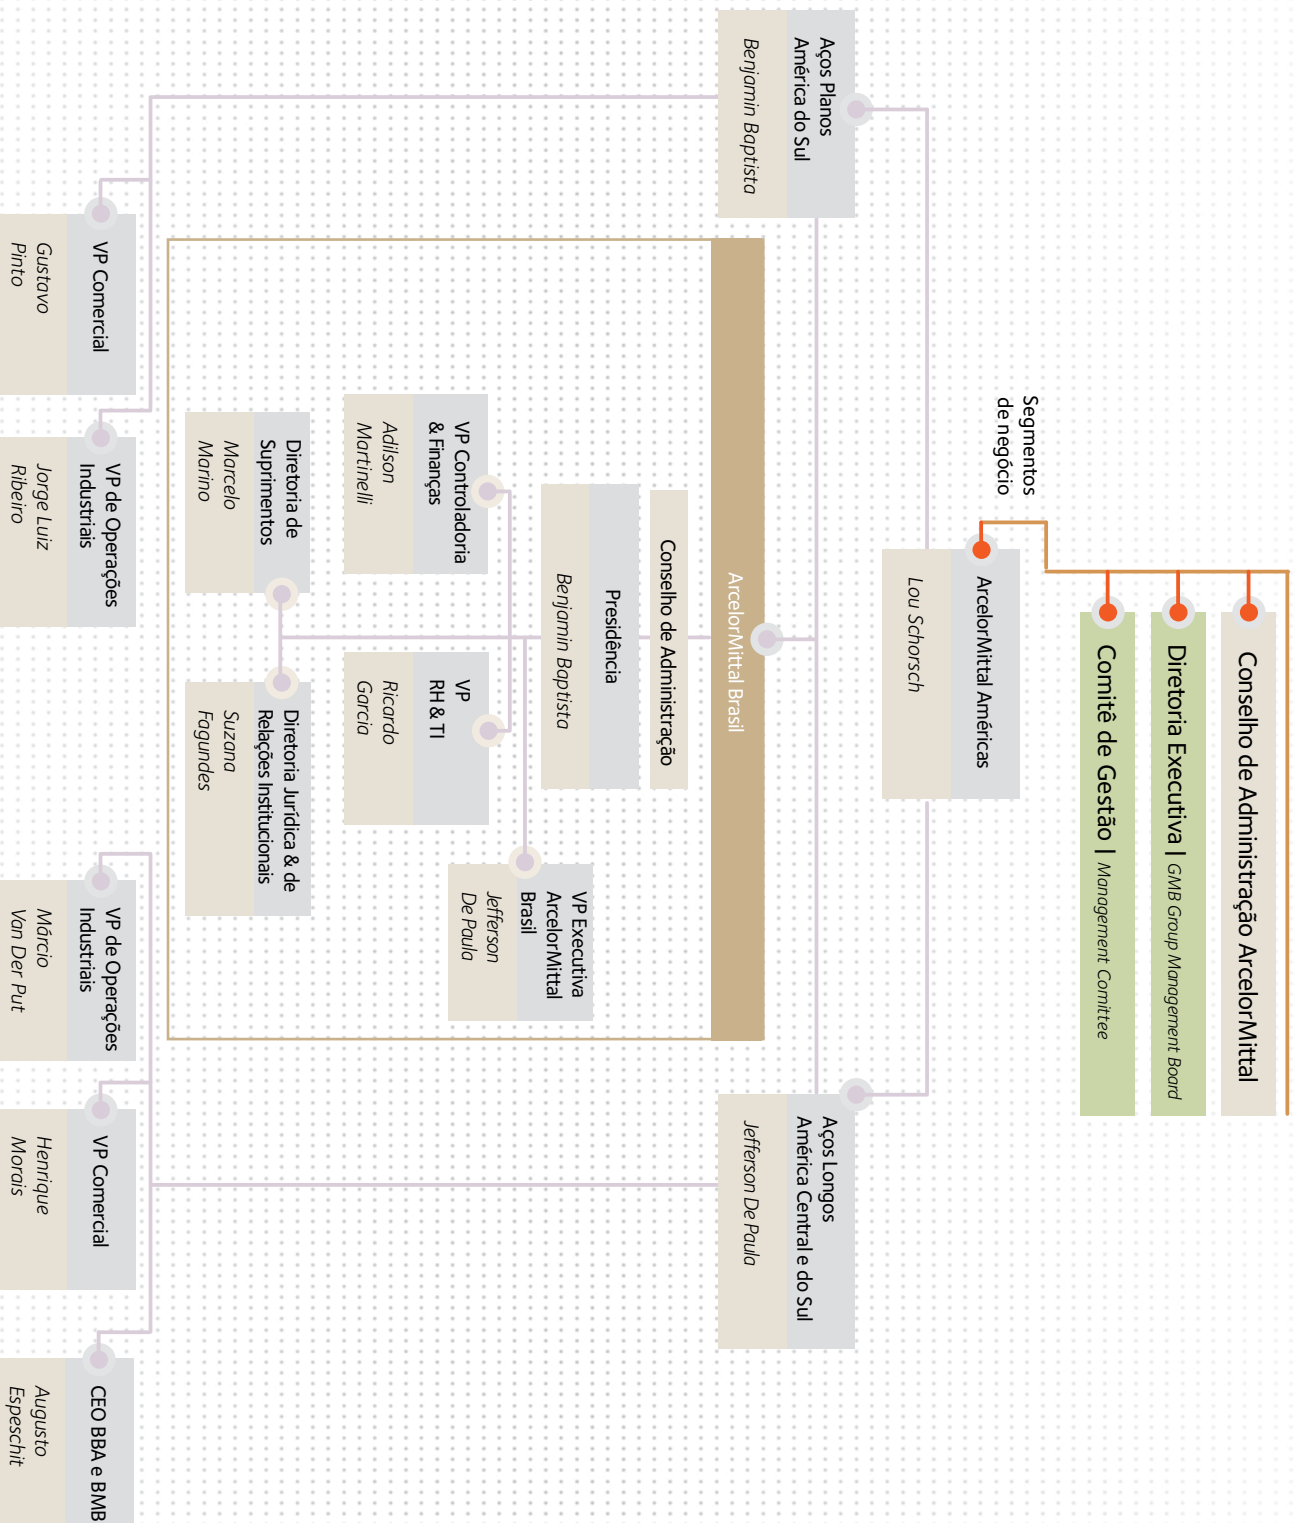 Conselho de Administração ArcelorMittal
Diretoria Executiva | GMB Group Management Board
Comitê de Gestão | Management Comittee
Segmentos
de negócio
ArcelorMittal Américas
Lou Schorsch
Aços Planos
América do Sul
Benjamin Baptista
Aços Longos
América Central e do Sul
Jefferson De Paula
ArcelorMittal Brasil
Conselho de Administração
Presidência
Benjamin Baptista
VP Executiva
ArcelorMittal
Brasil
Jefferson
De Paula
VP Controladoria
& Finanças
Adilson
Martinelli
VP
RH & TI
Ricardo
Garcia
Diretoria de
Suprimentos
Marcelo
Marino
Diretoria Jurídica & de
Relações Institucionais
Suzana
Fagundes
VP Comercial
Gustavo
Pinto
VP de Operações
Industriais
Jorge Luiz
Ribeiro
VP de Operações
Industriais
Márcio
Van Der Put
VP Comercial
Henrique
Morais
CEO BBA e BMB
Augusto
Espeschit